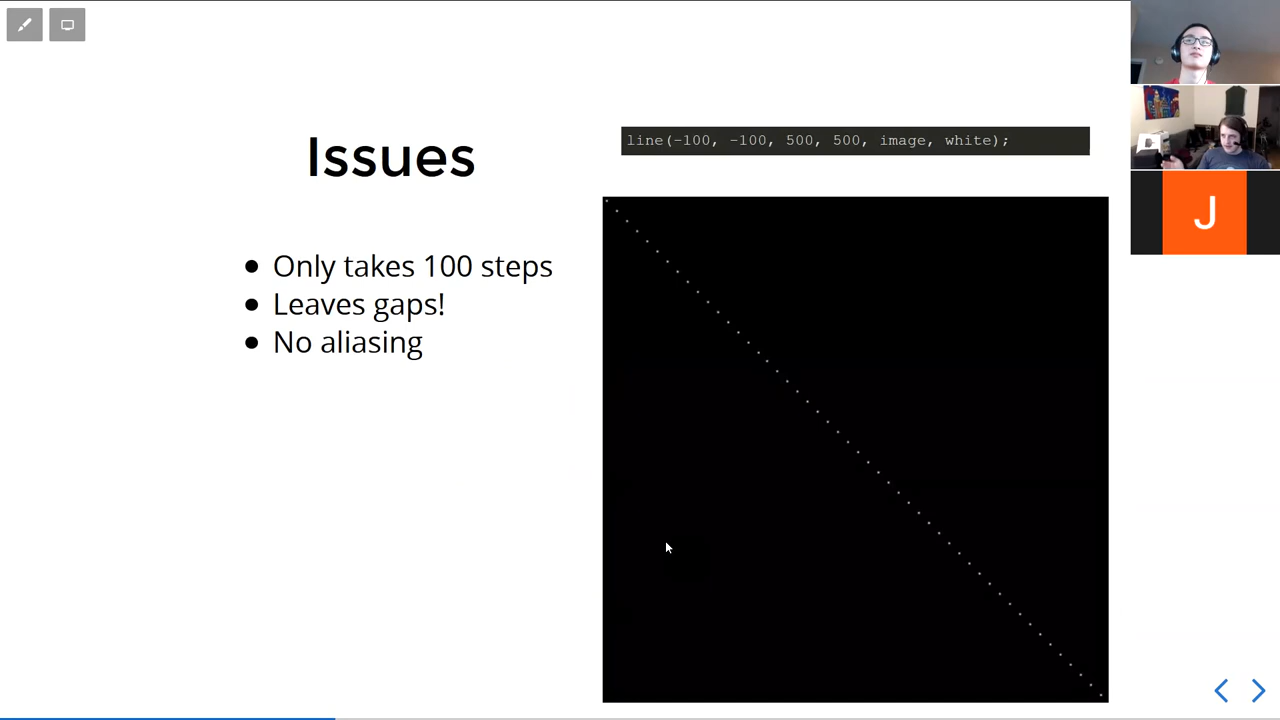 Issues
line(-100, -100, 500, 500, image, white);
Only takes 100 steps
Leaves gaps!
No aliasing
J